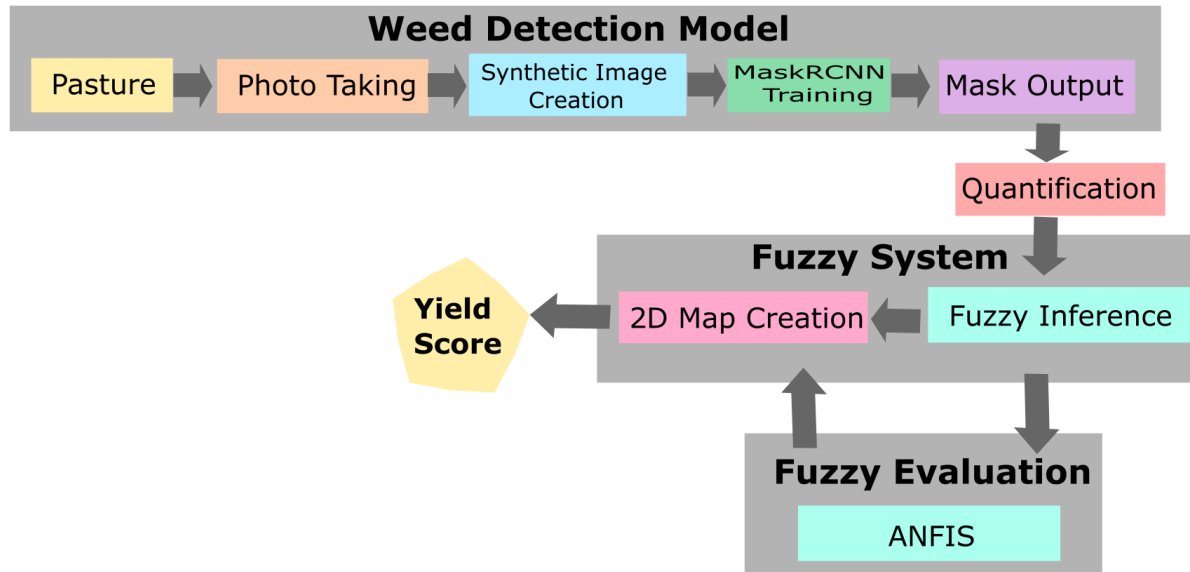 Weed Detection Model
Pasture
Photo Taking
Synthetic Image
Creation
MaskRCNN
Training
Mask Output
Quantification
Fuzzy System
Fuzzy Inference
2D Map Creation
Yield
Score
Fuzzy Evaluation
ANFIS